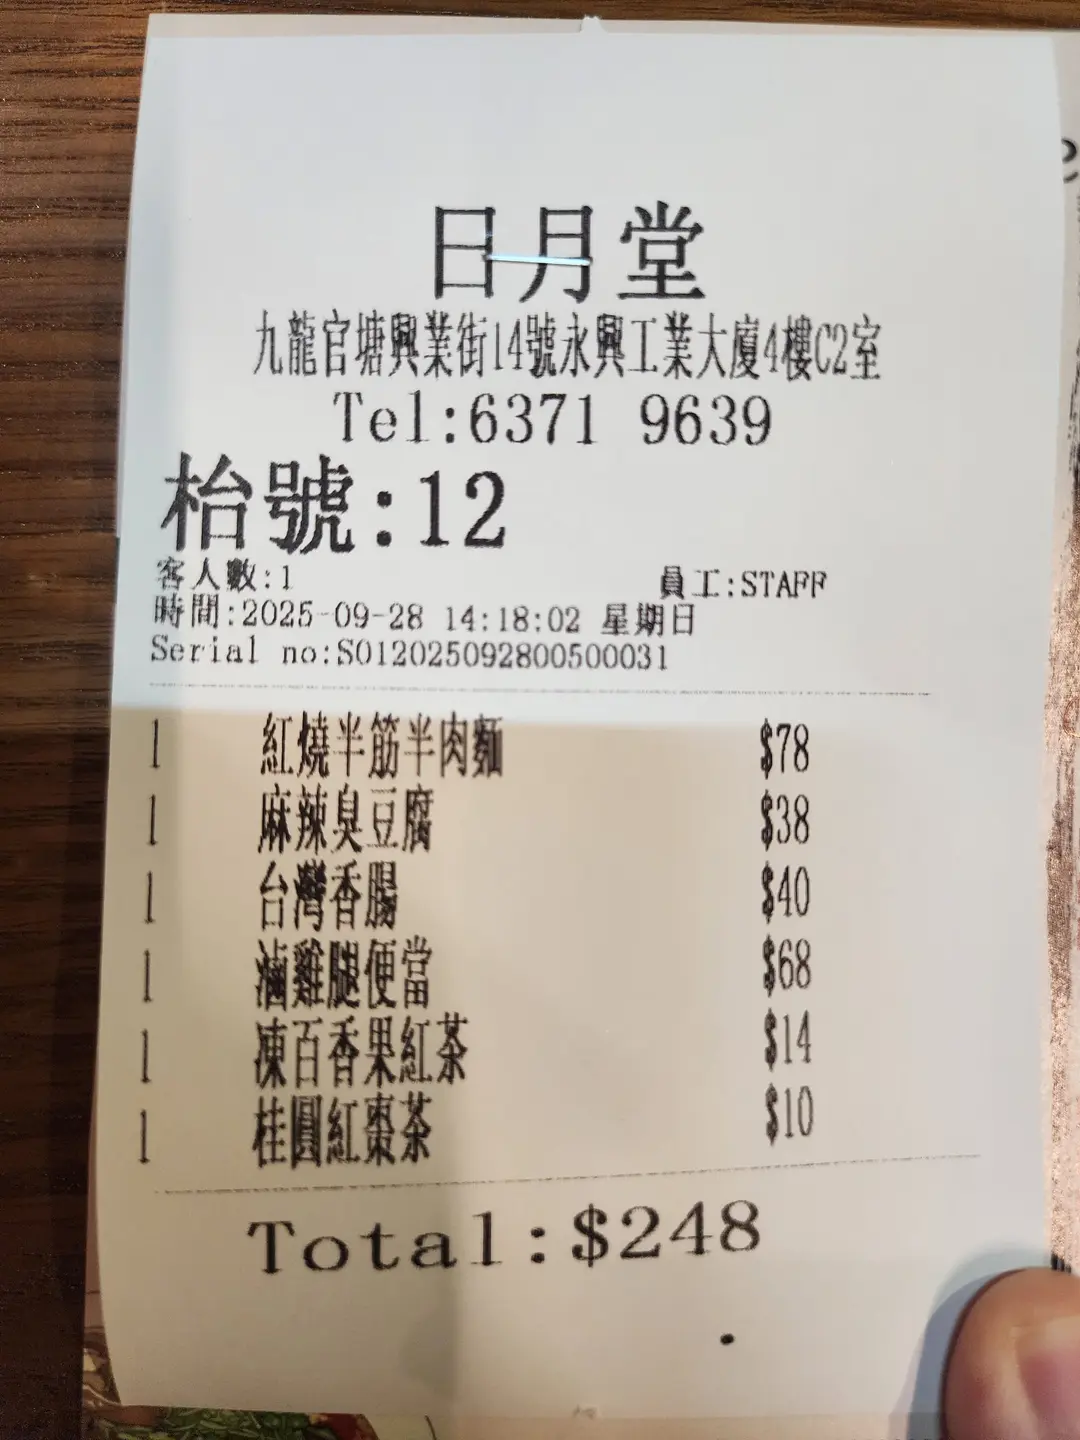 日月堂
九龍官塘興業街14號永興工業大廈4樓C2室
Tel:6371 9639
枱號:12
客人數:1 員工:STAFF
時間:2025-09-28 14:18:02 星期日
Serial no:S012025092800500031
1 紅燒半筋半肉麵 $78
1 麻辣臭豆腐 $38
1 台灣香腸 $40
1 滷雞腿便當 $68
1 凍百香果紅茶 $14
1 桂圓紅棗茶 $10
Total:$248